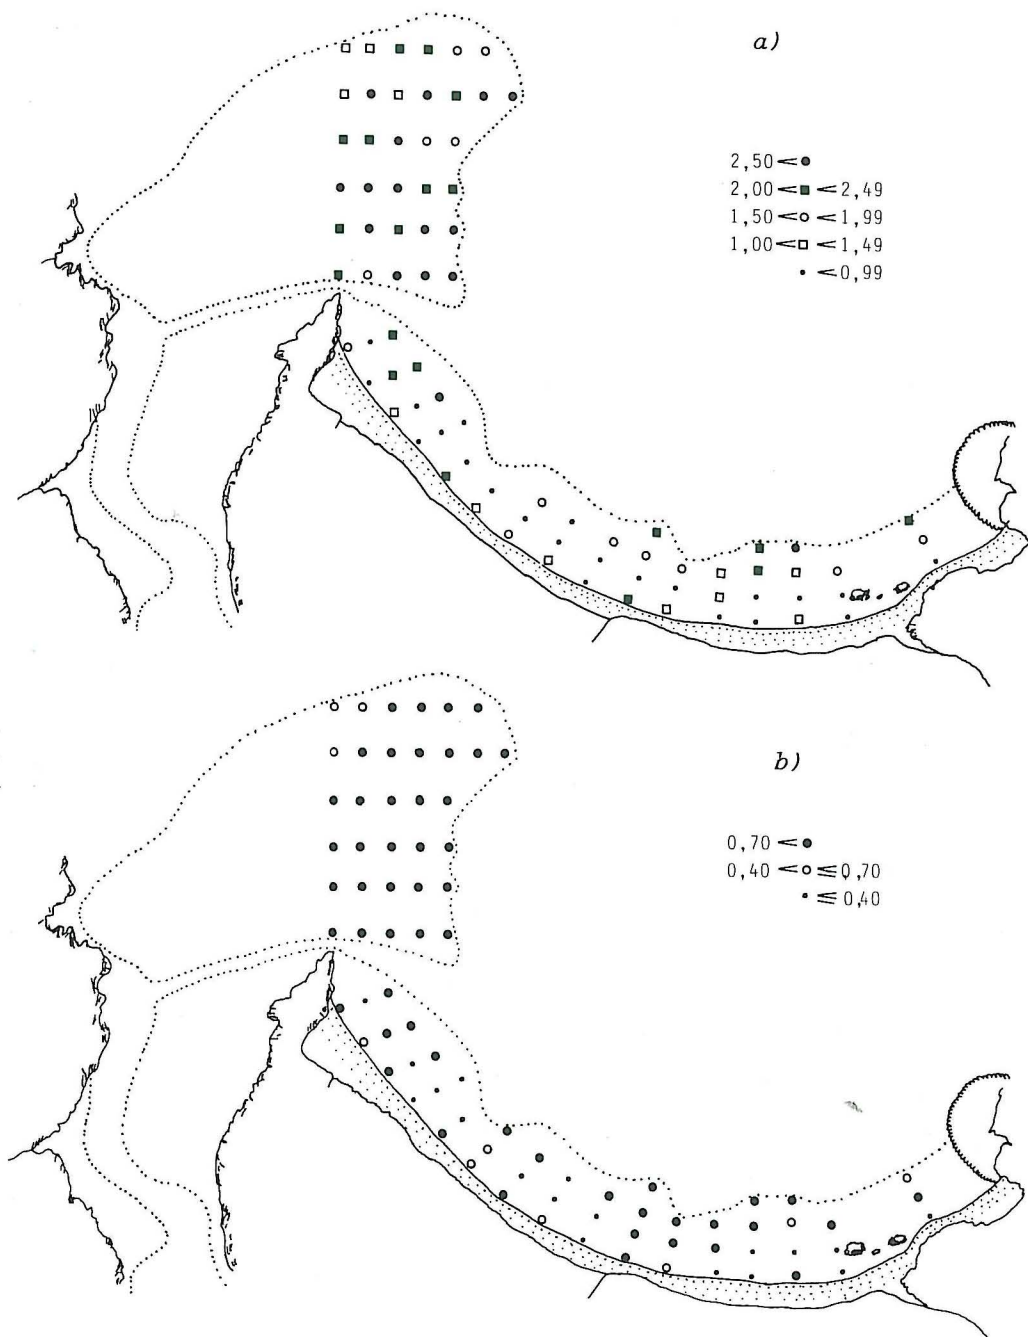 a)
2,50 < ●
2,00 < ■ < 2,49
1,50 < ○ < 1,99
1,00 < □ < 1,49
• < 0,99
b)
0,70 < ●
0,40 < ○ ≤ 0,70
• ≤ 0,40